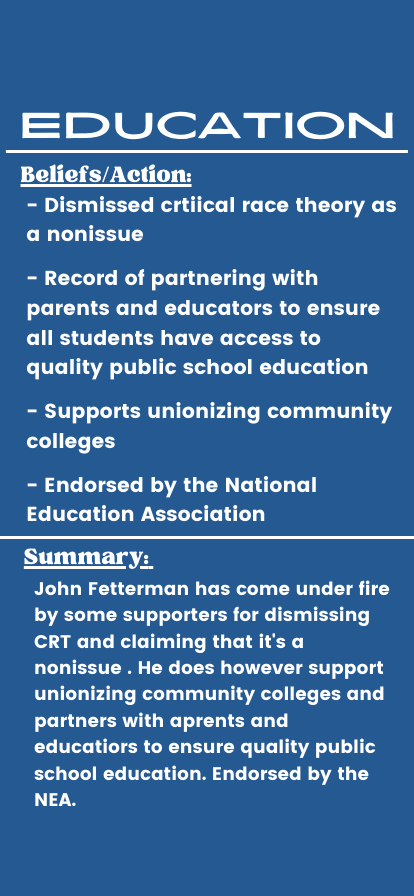 EDUCATION
Beliefs/Action:
- Dismissed crtiical race theory as
a nonissue
- Record of partnering with
parents and educators to ensure
all students have access to
quality public school education
- Supports unionizing community
colleges
- Endorsed by the National
Education Association
Summary:
John Fetterman has come under fire
by some supporters for dismissing
CRT and claiming that it's a
nonissue . He does however support
unionizing community colleges and
partners with aprents and
educatiors to ensure quality public
school education. Endorsed by the
NEA.